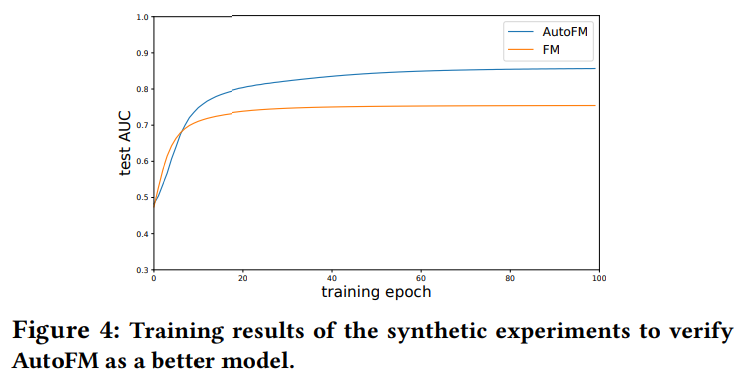 1.0
0.9
0.8
0.7
0.6
0.5
0.4
0.3
test AUC
AutoFM
FM
0 20 40 60 80 100
training epoch
Figure 4: Training results of the synthetic experiments to verify
AutoFM as a better model.